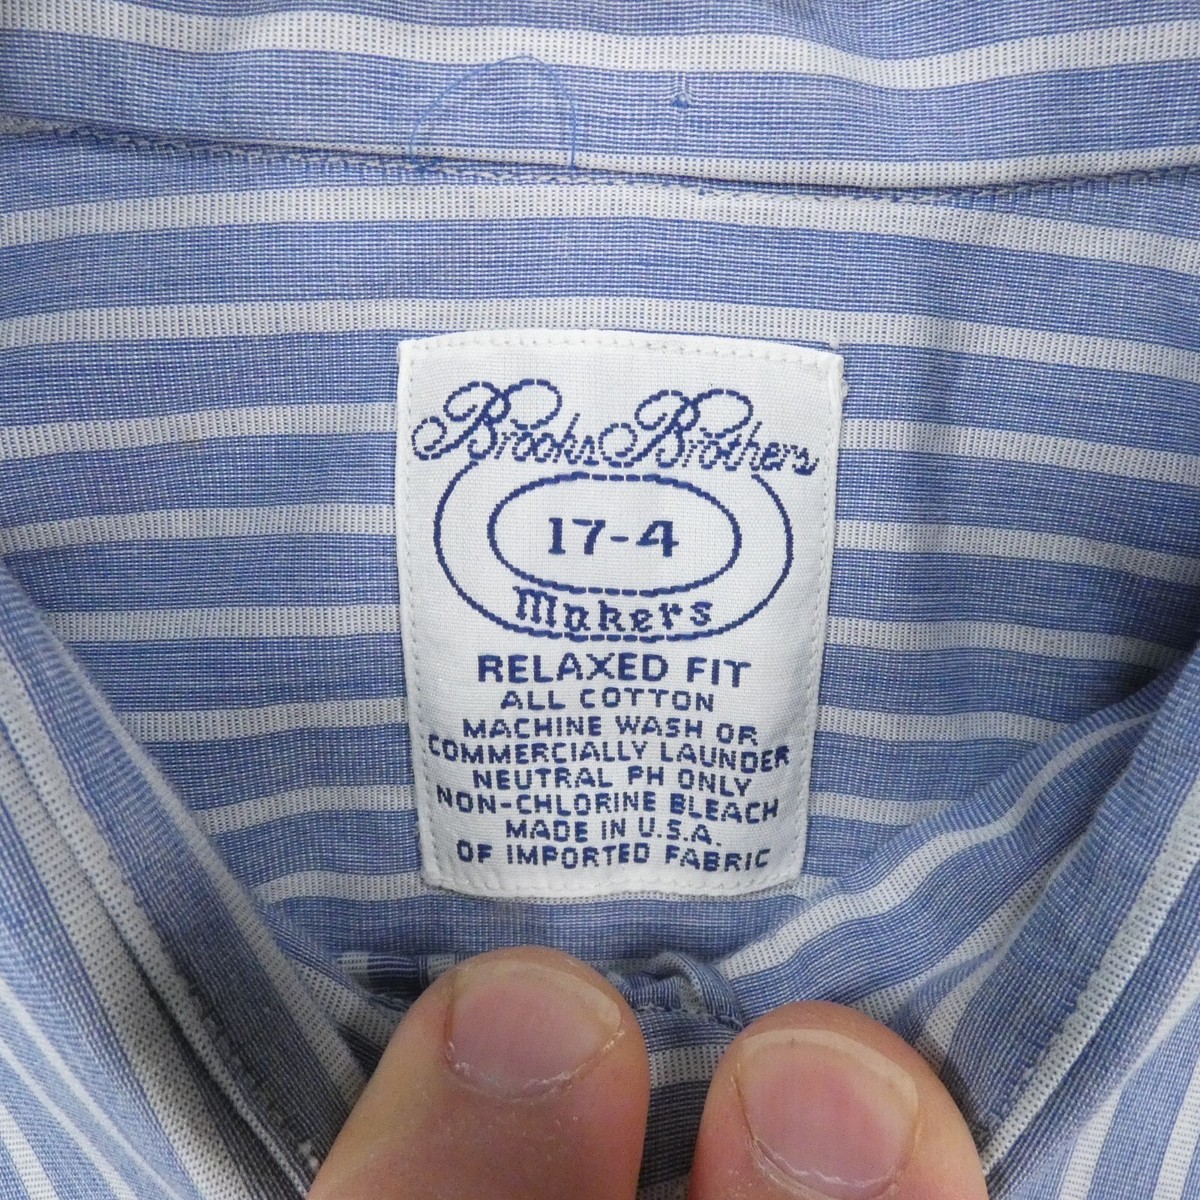 Brooks Brothers
17-4
Makers
RELAXED FIT
ALL COTTON
MACHINE WASH OR
COMMERCIALLY LAUNDER
NEUTRAL PH ONLY
NON-CHLORINE BLEACH
MADE IN U.S.A.
OF IMPORTED FABRIC